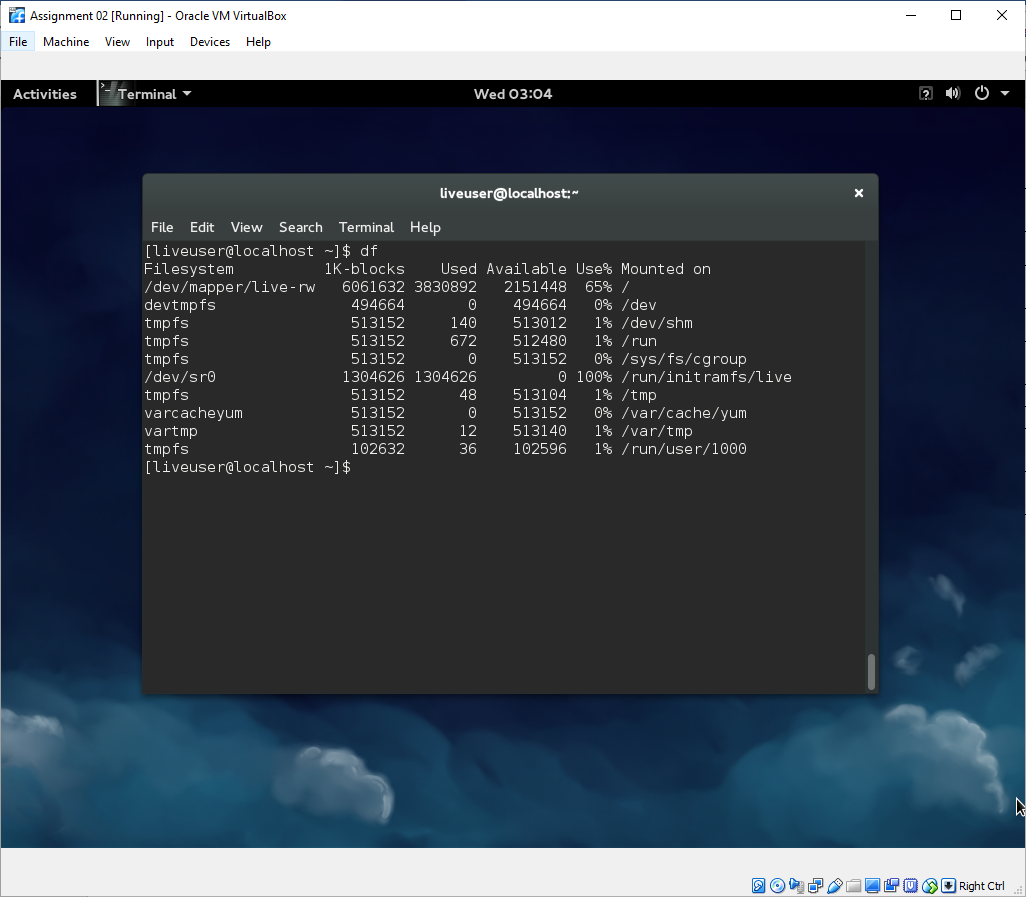 Assignment 02 [Running] - Oracle VM VirtualBox
File Machine View Input Devices Help
Activities Terminal Wed 03:04
liveuser@localhost:~
File Edit View Search Terminal Help
[liveuser@localhost ~]$ df
Filesystem 1K-blocks Used Available Use% Mounted on
/dev/mapper/live-rw 6061632 3830892 2151448 65% /
devtmpfs 494664 0 494664 0% /dev
tmpfs 513152 140 513012 1% /dev/shm
tmpfs 513152 672 512480 1% /run
tmpfs 513152 0 513152 0% /sys/fs/cgroup
/dev/sr0 1304626 1304626 0 100% /run/initramfs/live
tmpfs 513152 48 513104 1% /tmp
varcacheyum 513152 0 513152 0% /var/cache/yum
vartmp 513152 12 513140 1% /var/tmp
tmpfs 102632 36 102596 1% /run/user/1000
[liveuser@localhost ~]$
Right Ctrl